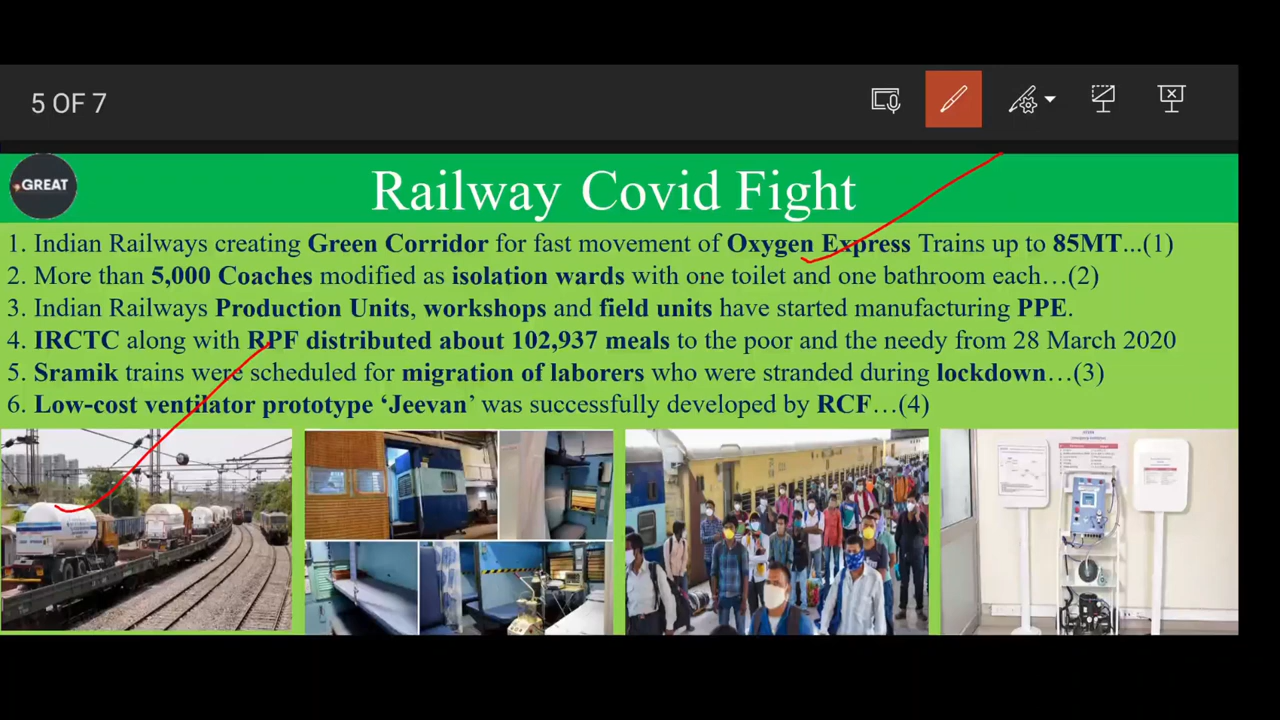 5 OF 7
GREAT
Railway Covid Fight
1. Indian Railways creating Green Corridor for fast movement of Oxygen Express Trains up to 85MT...(1)
2. More than 5,000 Coaches modified as isolation wards with one toilet and one bathroom each…(2)
3. Indian Railways Production Units, workshops and field units have started manufacturing PPE.
4. IRCTC along with RPF distributed about 102,937 meals to the poor and the needy from 28 March 2020
5. Sramik trains were scheduled for migration of laborers who were stranded during lockdown…(3)
6. Low-cost ventilator prototype ‘Jeevan’ was successfully developed by RCF…(4)